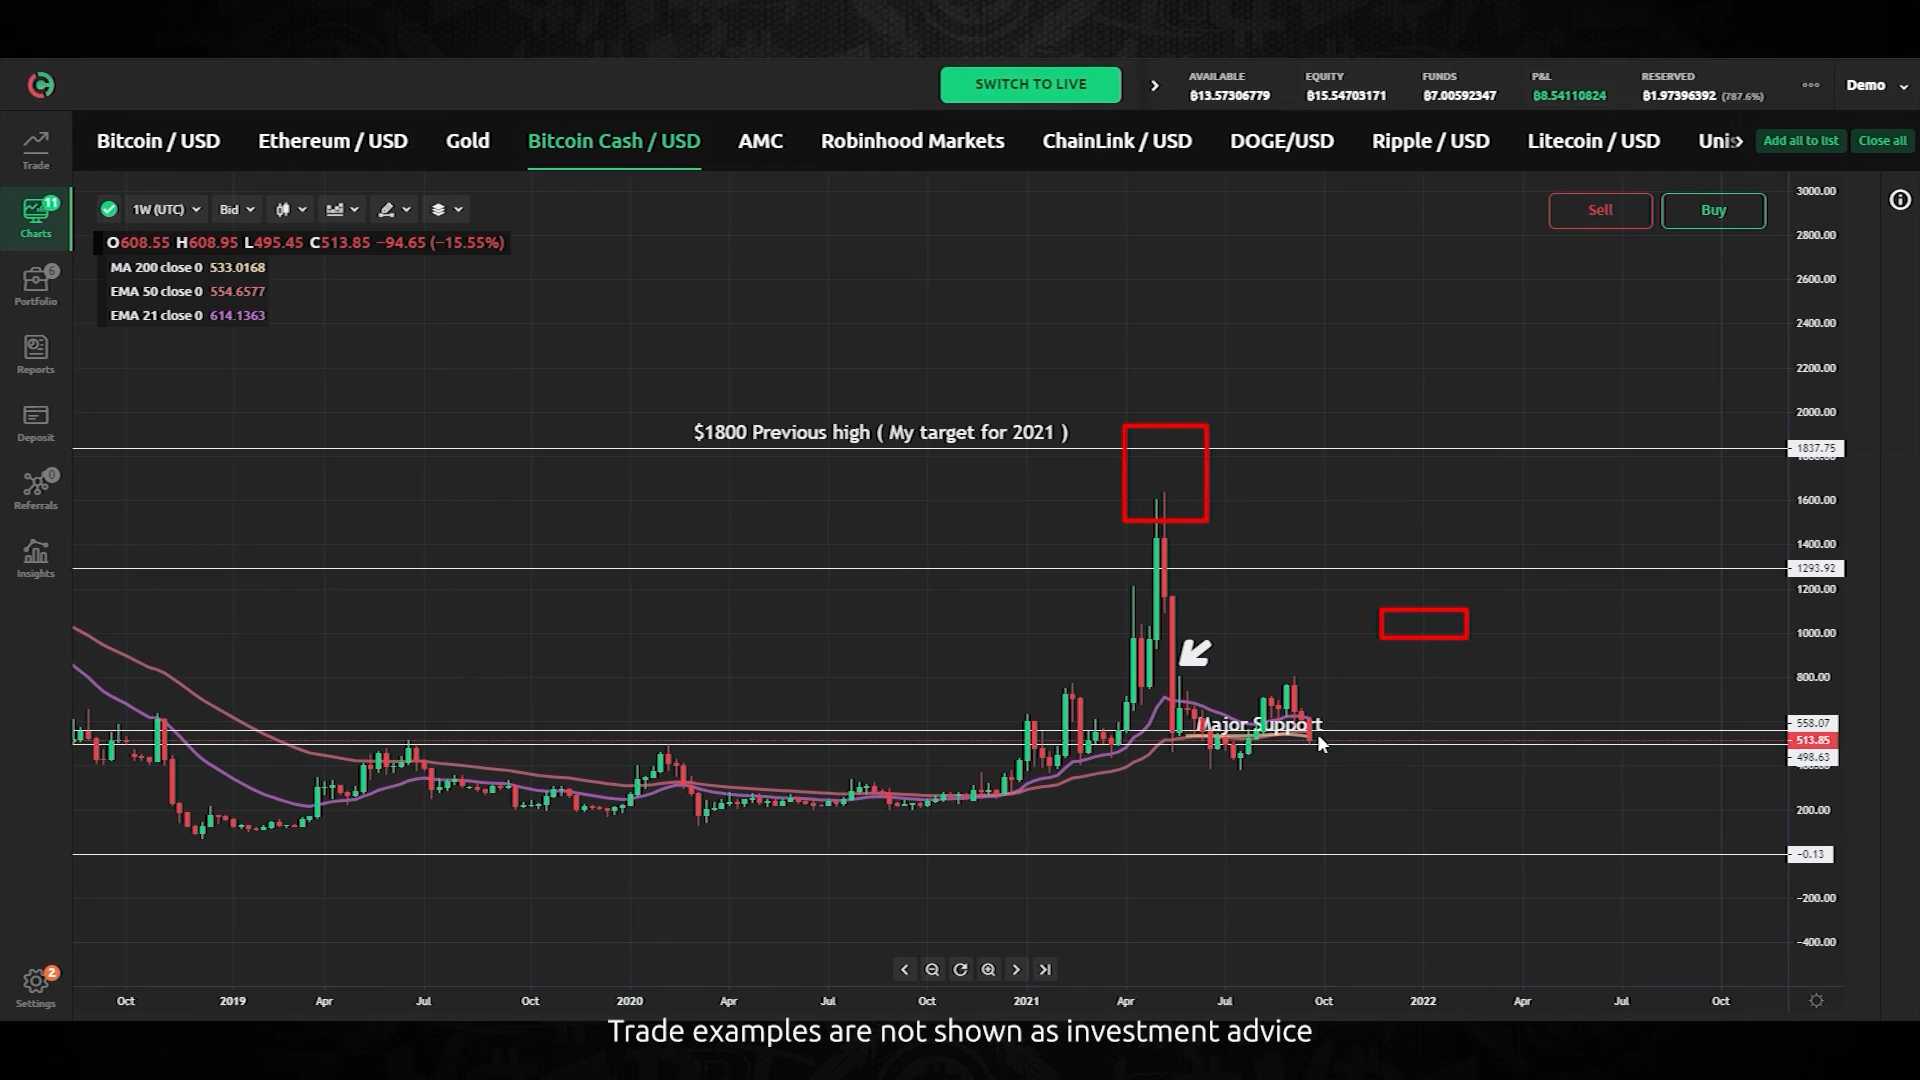 SWITCH TO LIVE
AVAILABLE EQUITY FUNDS P&L RESERVED
₿13.57306779 ₿15.54703171 ₿7.00592347 ₿8.54110824 ₿1.97396392 (787.6%)
Demo
Bitcoin / USD Ethereum / USD Gold Bitcoin Cash / USD AMC Robinhood Markets ChainLink / USD DOGE/USD Ripple / USD Litecoin / USD Unis Add all to list Close all
Trade
11
Charts
6
Portfolio
Reports
Deposit
0
Referrals
Insights
2
Settings
1W (UTC) Bid
O608.55 H608.95 L495.45 C513.85 −94.65 (−15.55%)
MA 200 close 0 533.0168
EMA 50 close 0 554.6577
EMA 21 close 0 614.1363
Sell Buy
$1800 Previous high ( My target for 2021 )
Major Support
3000.00
2800.00
2600.00
2400.00
2200.00
2000.00
1837.75
1600.00
1400.00
1293.92
1200.00
1000.00
800.00
558.07
513.85
498.63
200.00
−0.13
−200.00
−400.00
Oct 2019 Apr Jul Oct 2020 Apr Jul Oct 2021 Apr Jul Oct 2022 Apr Jul Oct
Trade examples are not shown as investment advice